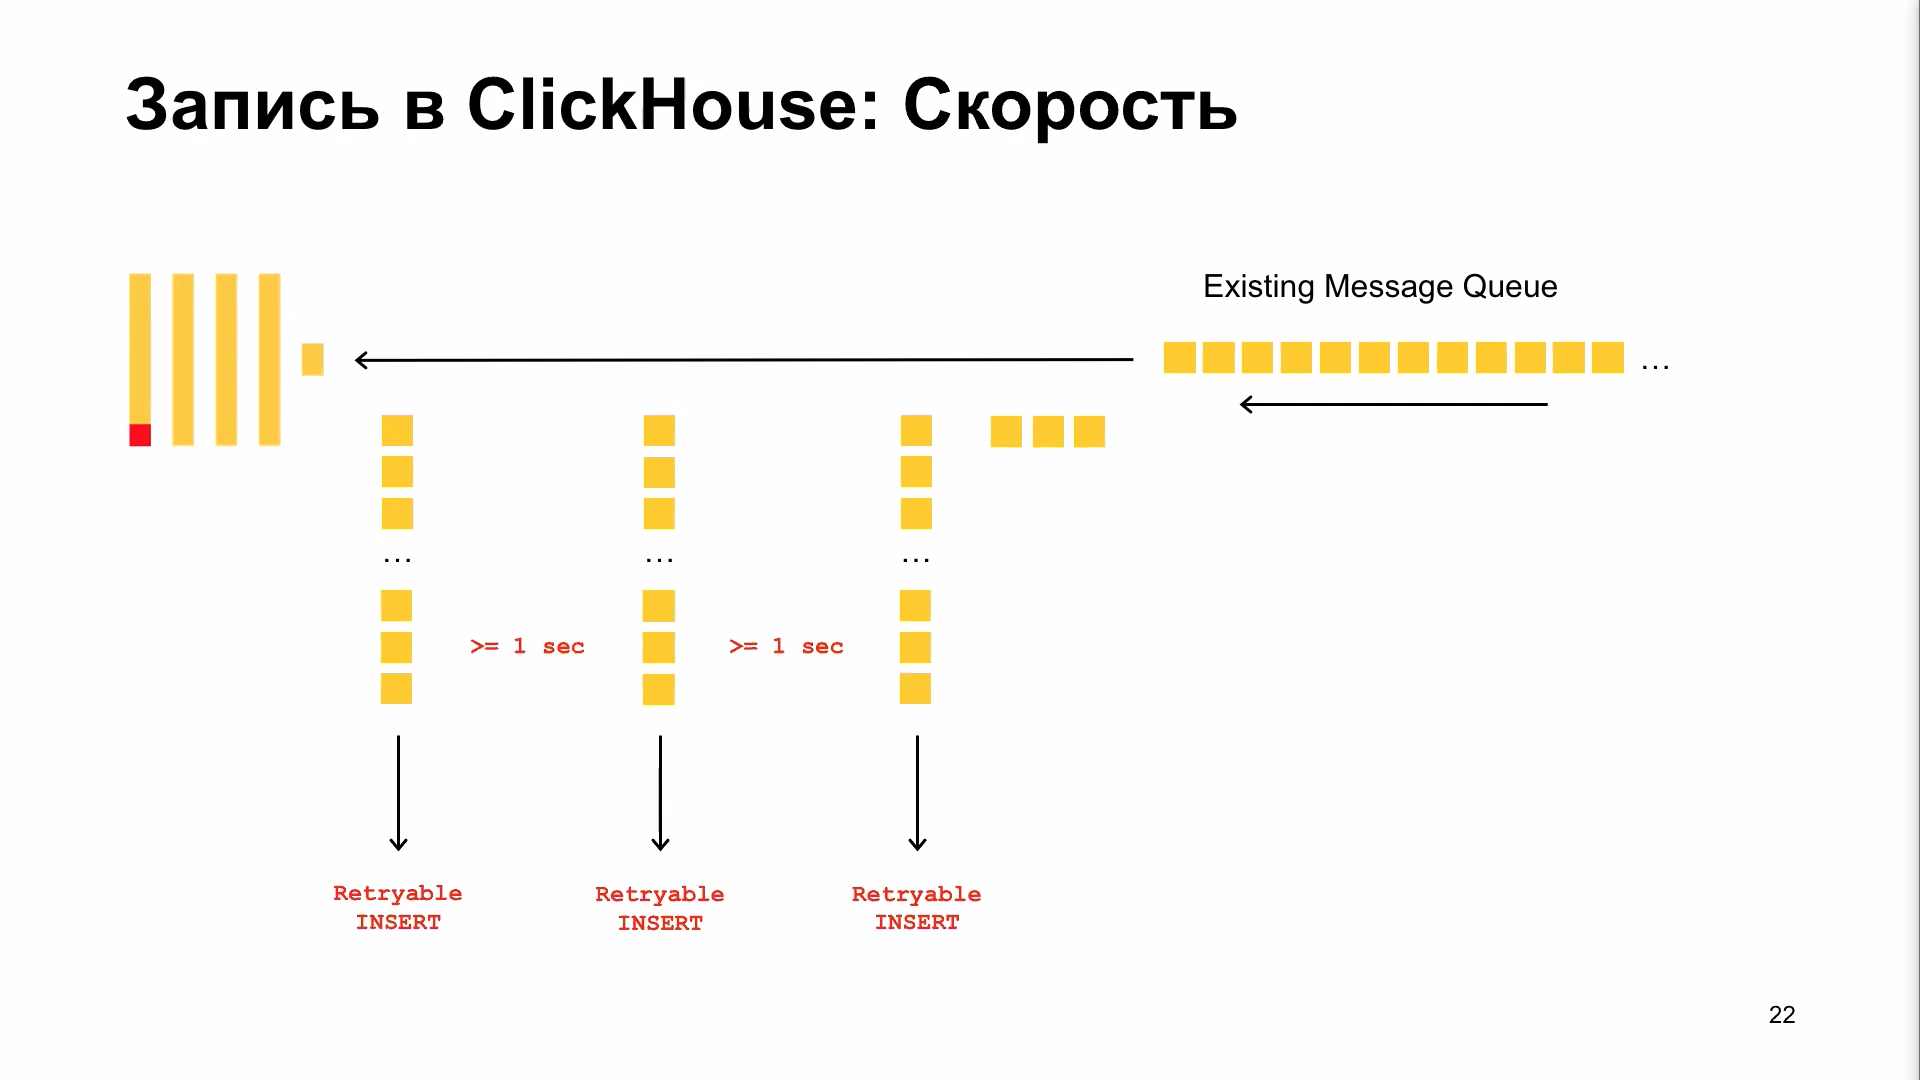 Запись в ClickHouse: Скорость
Existing Message Queue
...
... ... ...
>= 1 sec >= 1 sec
Retryable Retryable Retryable
INSERT INSERT INSERT
22